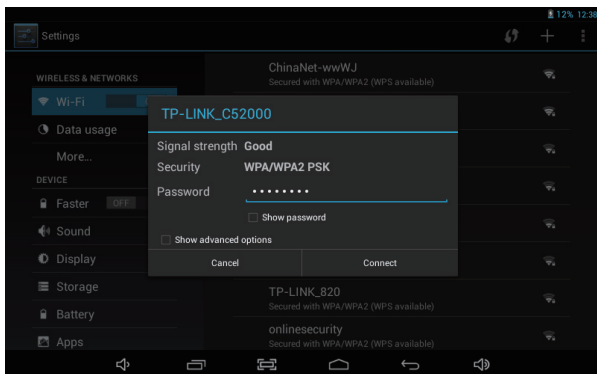 12% 12:38
Settings
ChinaNet-wwWJ
Secured with WPA/WPA2 (WPS available)
WIRELESS & NETWORKS
Wi-Fi
Data usage
More...
DEVICE
Faster OFF
Sound
Display
Storage
Battery
Apps
TP-LINK_C52000
Signal strength Good
Security WPA/WPA2 PSK
Password ••••••••
Show password
Show advanced options
Cancel Connect
TP-LINK_820
Secured with WPA/WPA2 (WPS available)
onlinesecurity
Secured with WPA/WPA2 (WPS available)